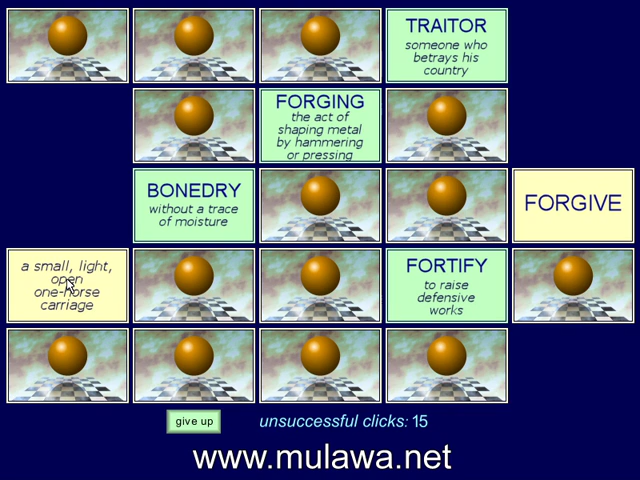 TRAITOR
someone who
betrays his
country
FORGING
the act of
shaping metal
by hammering
or pressing
BONEDRY
without a trace
of moisture
FORGIVE
a small, light,
open
one-horse
carriage
FORTIFY
to raise
defensive
works
give up
unsuccessful clicks: 15
www.mulawa.net